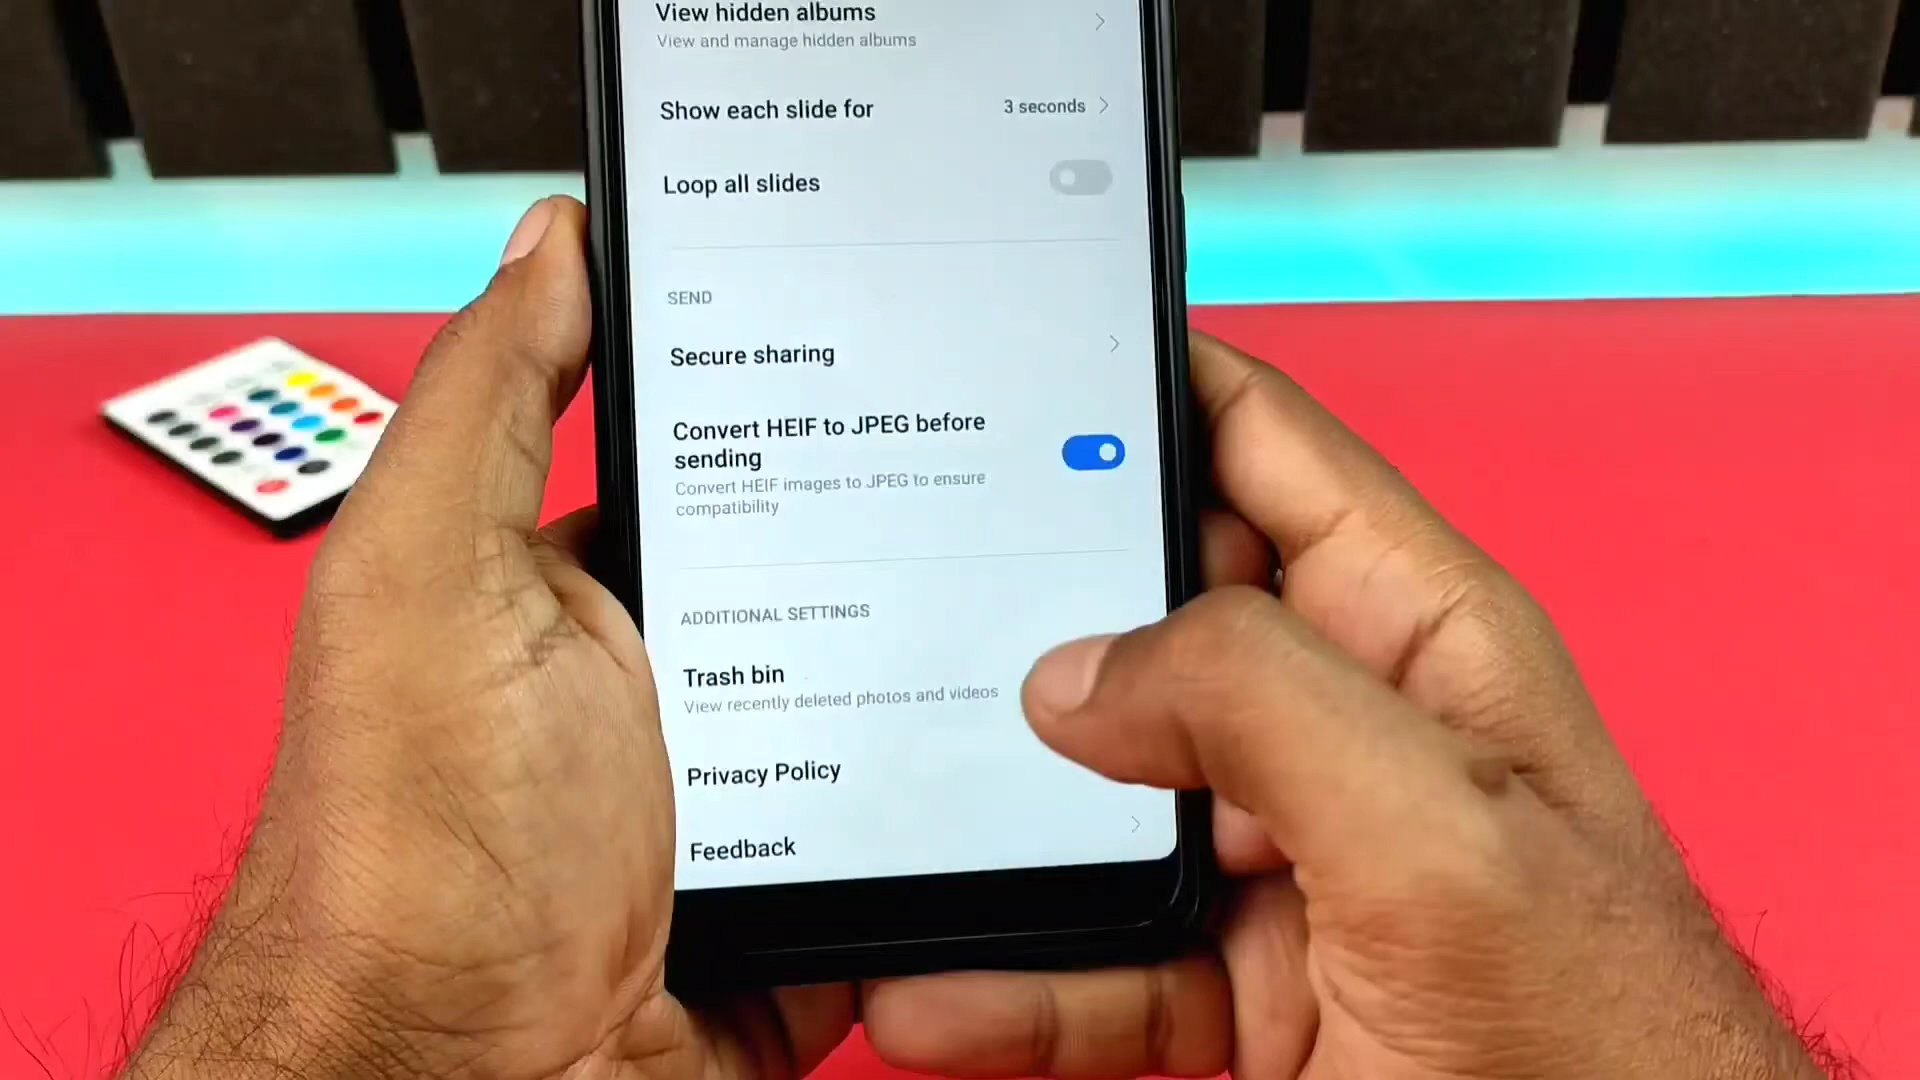 View hidden albums
View and manage hidden albums
Show each slide for
3 seconds
Loop all slides
SEND
Secure sharing
Convert HEIF to JPEG before
sending
Convert HEIF images to JPEG to ensure
compatibility
ADDITIONAL SETTINGS
Trash bin
View recently deleted photos and videos
Privacy Policy
Feedback